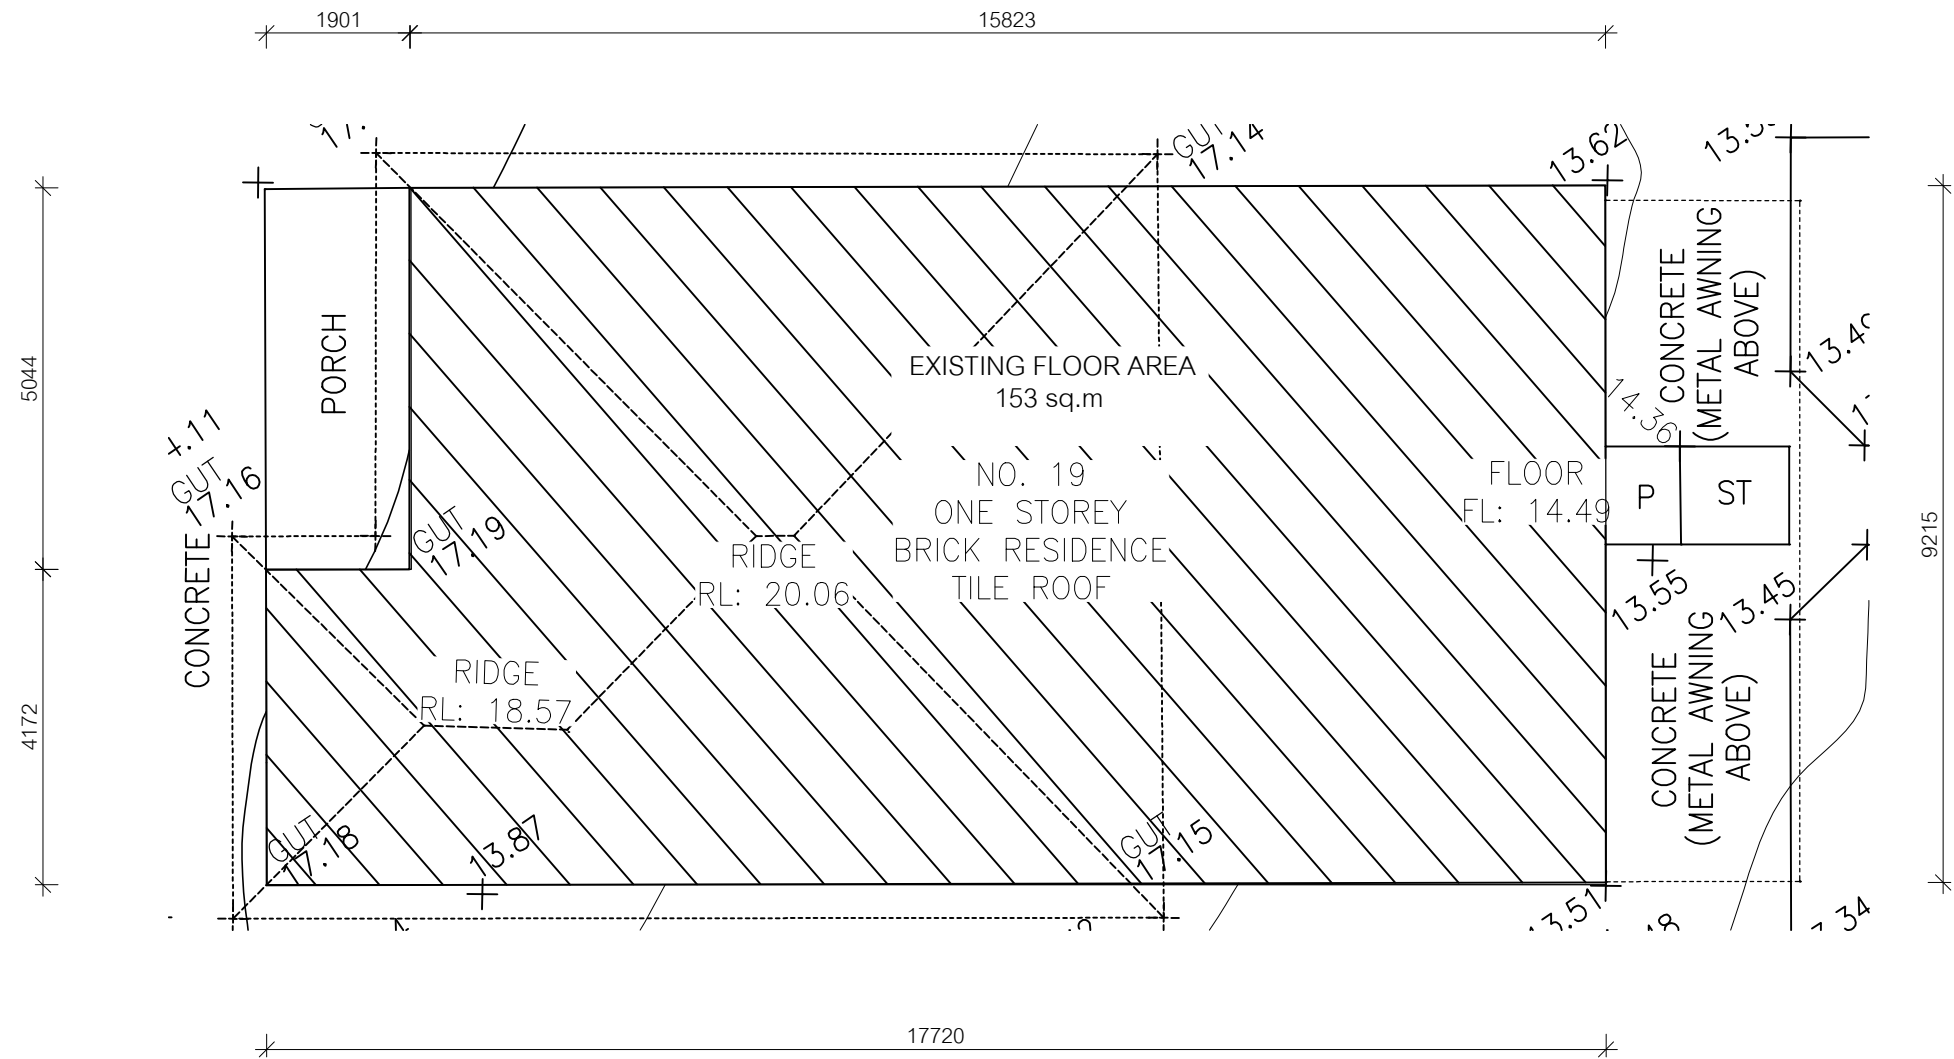 1901
15823
GUT
17.14
13.62
PORCH
EXISTING FLOOR AREA
153 sq.m
CONCRETE
(METAL AWNING
ABOVE)
5044
14.36
GUT
17.16
NO. 19
ONE STOREY
BRICK RESIDENCE
TILE ROOF
FLOOR
FL: 14.49
P
ST
9215
GUT
17.19
CONCRETE
RIDGE
RL: 20.06
13.55
13.45
RIDGE
RL: 18.57
CONCRETE
(METAL AWNING
ABOVE)
4172
GUT
17.18
13.87
GUT
17.15
13.51
17720